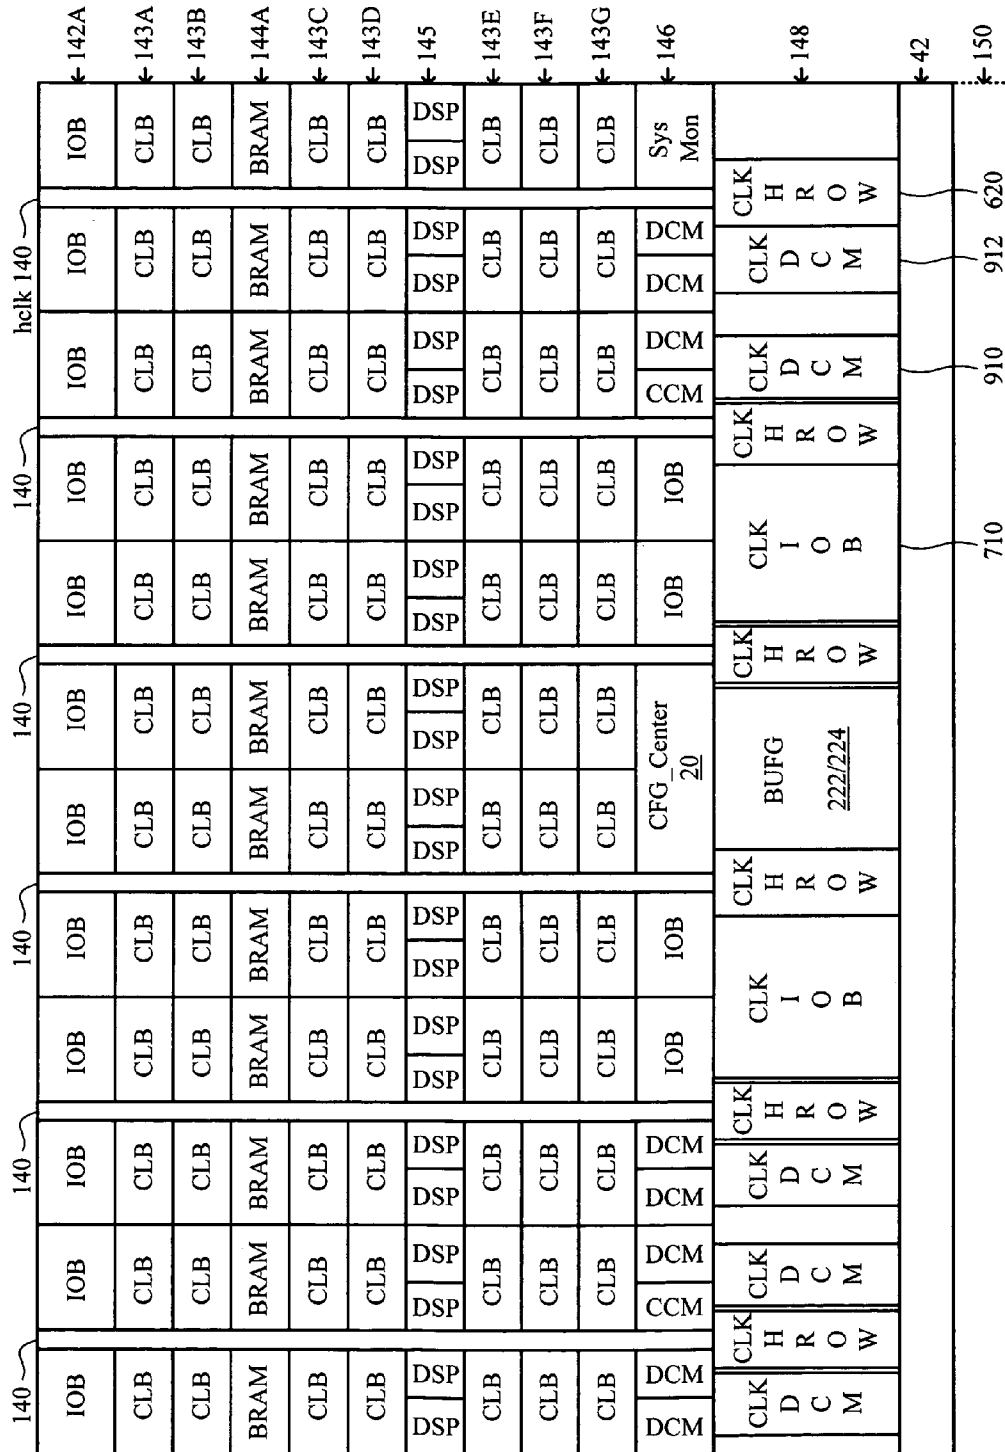 140 140 140 140 140 hclk 140
IOB IOB IOB IOB IOB IOB IOB IOB IOB IOB IOB IOB 142A
CLB CLB CLB CLB CLB CLB CLB CLB CLB CLB CLB CLB 143A
CLB CLB CLB CLB CLB CLB CLB CLB CLB CLB CLB CLB 143B
BRAM BRAM BRAM BRAM BRAM BRAM BRAM BRAM BRAM BRAM BRAM BRAM 144A
CLB CLB CLB CLB CLB CLB CLB CLB CLB CLB CLB CLB 143C
CLB CLB CLB CLB CLB CLB CLB CLB CLB CLB CLB CLB 143D
DSP DSP DSP DSP DSP DSP DSP DSP DSP DSP DSP DSP DSP DSP DSP DSP DSP DSP DSP DSP DSP DSP DSP DSP 145
CLB CLB CLB CLB CLB CLB CLB CLB CLB CLB CLB CLB 143E
CLB CLB CLB CLB CLB CLB CLB CLB CLB CLB CLB CLB 143F
CLB CLB CLB CLB CLB CLB CLB CLB CLB CLB CLB CLB 143G
DCM DCM CCM DCM DCM DCM IOB IOB CFG_Center IOB IOB CCM DCM DCM DCM Sys 146
20 Mon
CLK CLK CLK CLK CLK CLK CLK BUFG CLK CLK CLK CLK CLK CLK
D H D D H I H H I H D D H
C R C C R O R 222/224 R O R C C R 148
M O M M O B O O B O M M O
W W W W W W
42
150
710 910 912 620